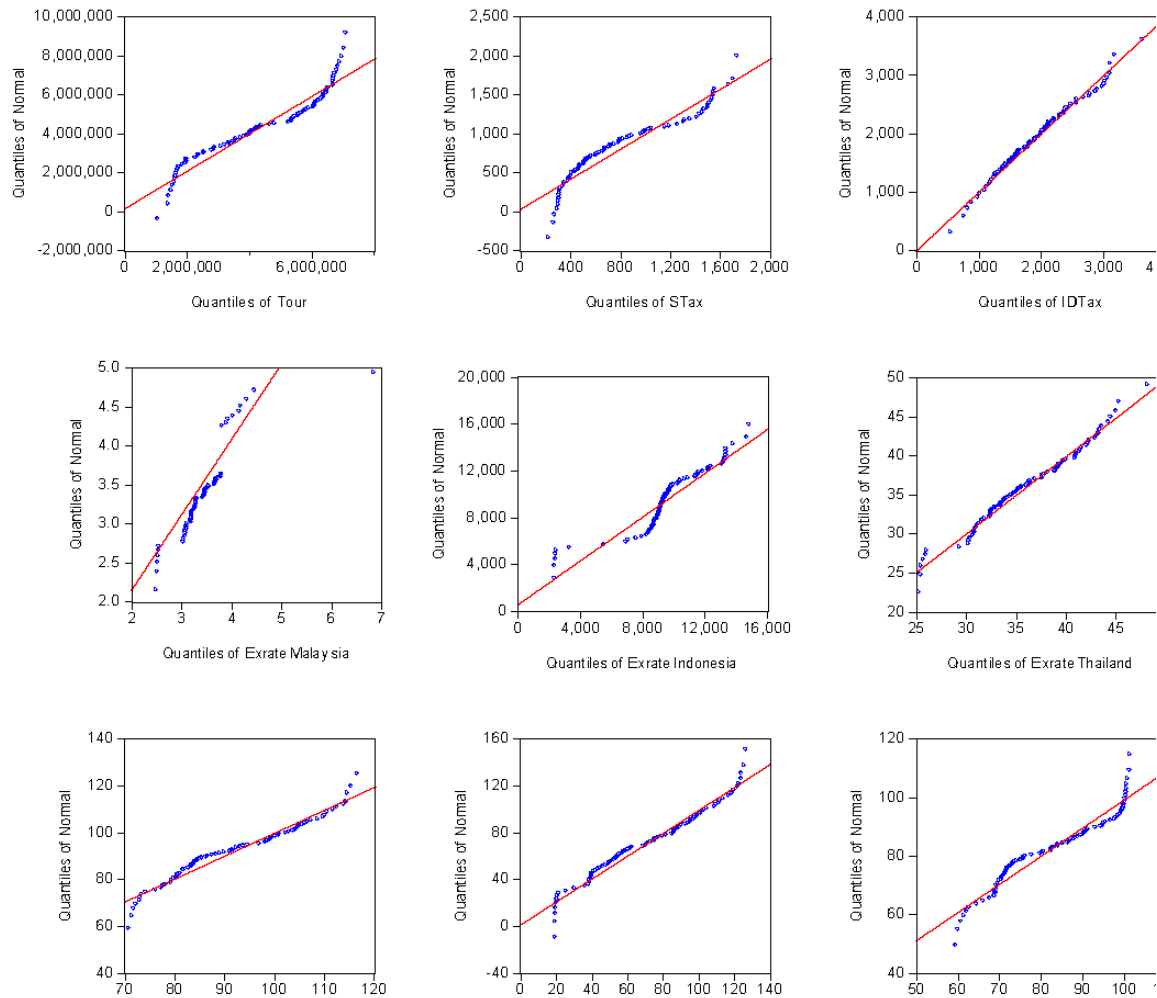 10,000,000
8,000,000
6,000,000
4,000,000
2,000,000
0
-2,000,000
Quantiles of Normal
0 2,000,000 6,000,000
Quantiles of Tour
2,500
2,000
1,500
1,000
500
0
-500
Quantiles of Normal
0 400 800 1,200 1,600 2,000
Quantiles of STax
4,000
3,000
2,000
1,000
0
Quantiles of Normal
0 1,000 2,000 3,000 4
Quantiles of IDTax
5.0
4.5
4.0
3.5
3.0
2.5
2.0
Quantiles of Normal
2 3 4 5 6 7
Quantiles of Exrate Malaysia
20,000
16,000
12,000
8,000
4,000
0
Quantiles of Normal
0 4,000 8,000 12,000 16,000
Quantiles of Exrate Indonesia
50
45
40
35
30
25
20
Quantiles of Normal
25 30 35 40 45
Quantiles of Exrate Thailand
140
120
100
80
60
40
Quantiles of Normal
70 80 90 100 110 120
160
120
80
40
0
-40
Quantiles of Normal
0 20 40 60 80 100 120 140
120
100
80
60
40
Quantiles of Normal
50 60 70 80 90 100 1